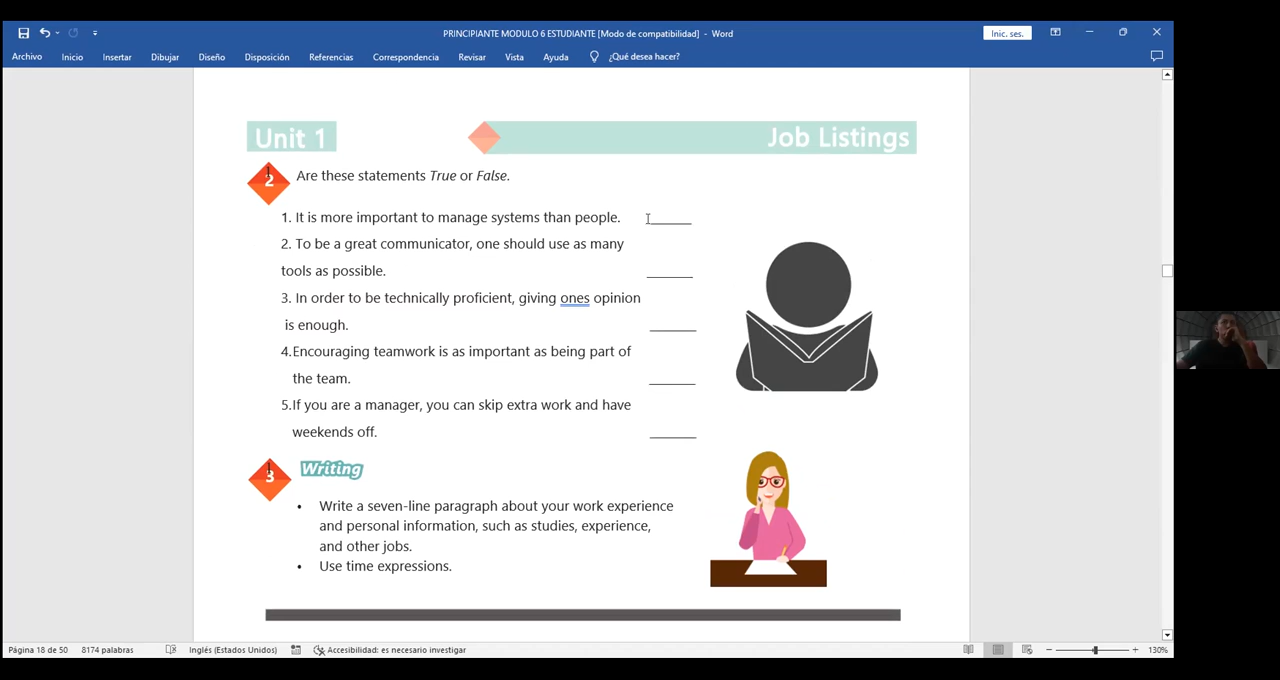 PRINCIPIANTE MODULO 6 ESTUDIANTE [Modo de compatibilidad] - Word
Inic. ses.
Archivo Inicio Insertar Dibujar Diseño Disposición Referencias Correspondencia Revisar Vista Ayuda ¿Qué desea hacer?
Unit 1 Job Listings
2 Are these statements True or False.
1. It is more important to manage systems than people. ______
2. To be a great communicator, one should use as many
tools as possible. ______
3. In order to be technically proficient, giving ones opinion
is enough. ______
4.Encouraging teamwork is as important as being part of
the team. ______
5.If you are a manager, you can skip extra work and have
weekends off. ______
3 Writing
• Write a seven-line paragraph about your work experience
and personal information, such as studies, experience,
and other jobs.
• Use time expressions.
Página 18 de 50 8174 palabras Inglés (Estados Unidos) Accesibilidad: es necesario investigar 130%